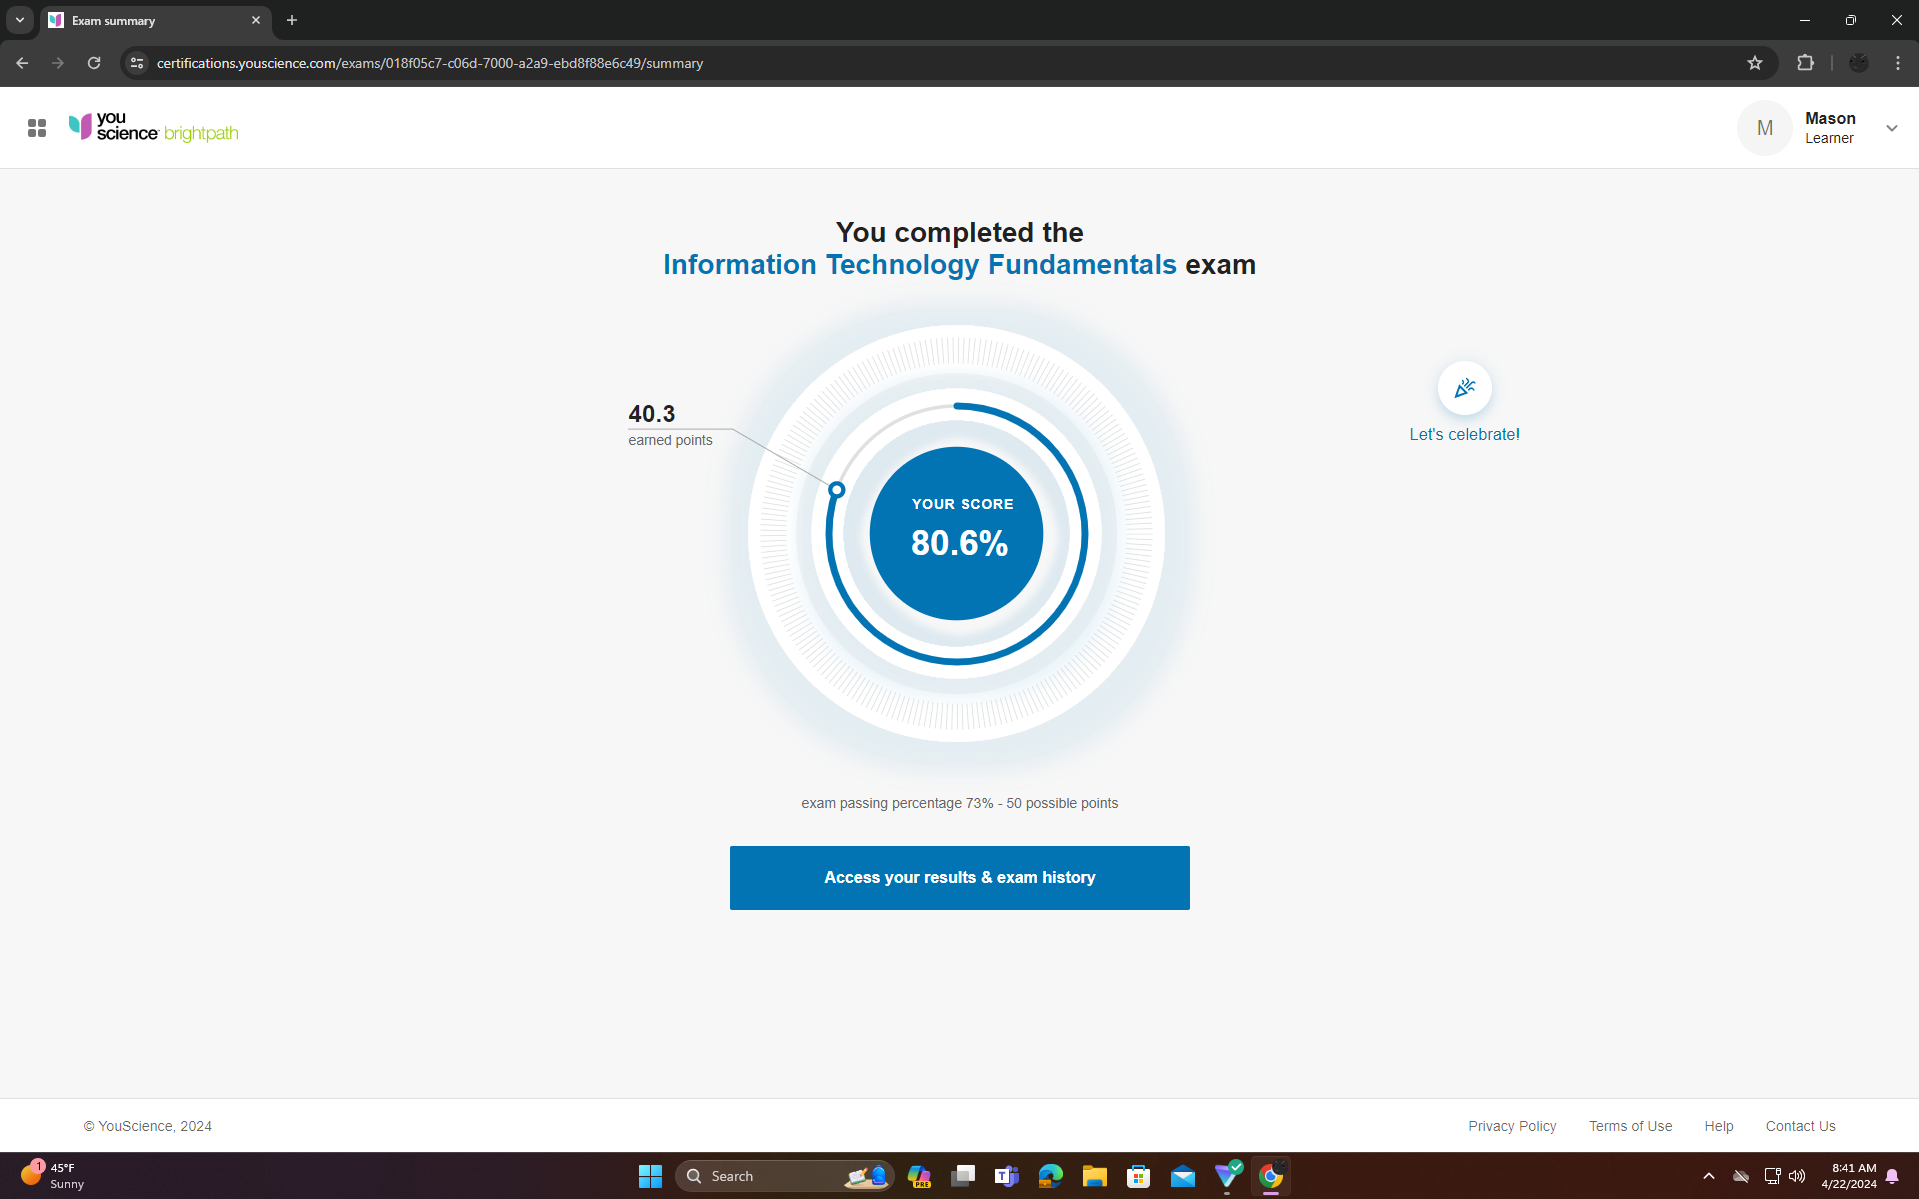 Exam summary
certifications.youscience.com/exams/018f05c7-c06d-7000-a2a9-ebd8f88e6c49/summary
you
science brightpath
M
Mason
Learner
You completed the
Information Technology Fundamentals exam
40.3
earned points
Let's celebrate!
YOUR SCORE
80.6%
exam passing percentage 73% - 50 possible points
Access your results & exam history
© YouScience, 2024
Privacy Policy
Terms of Use
Help
Contact Us
1
45°F
Sunny
Search
PRE
8:41 AM
4/22/2024